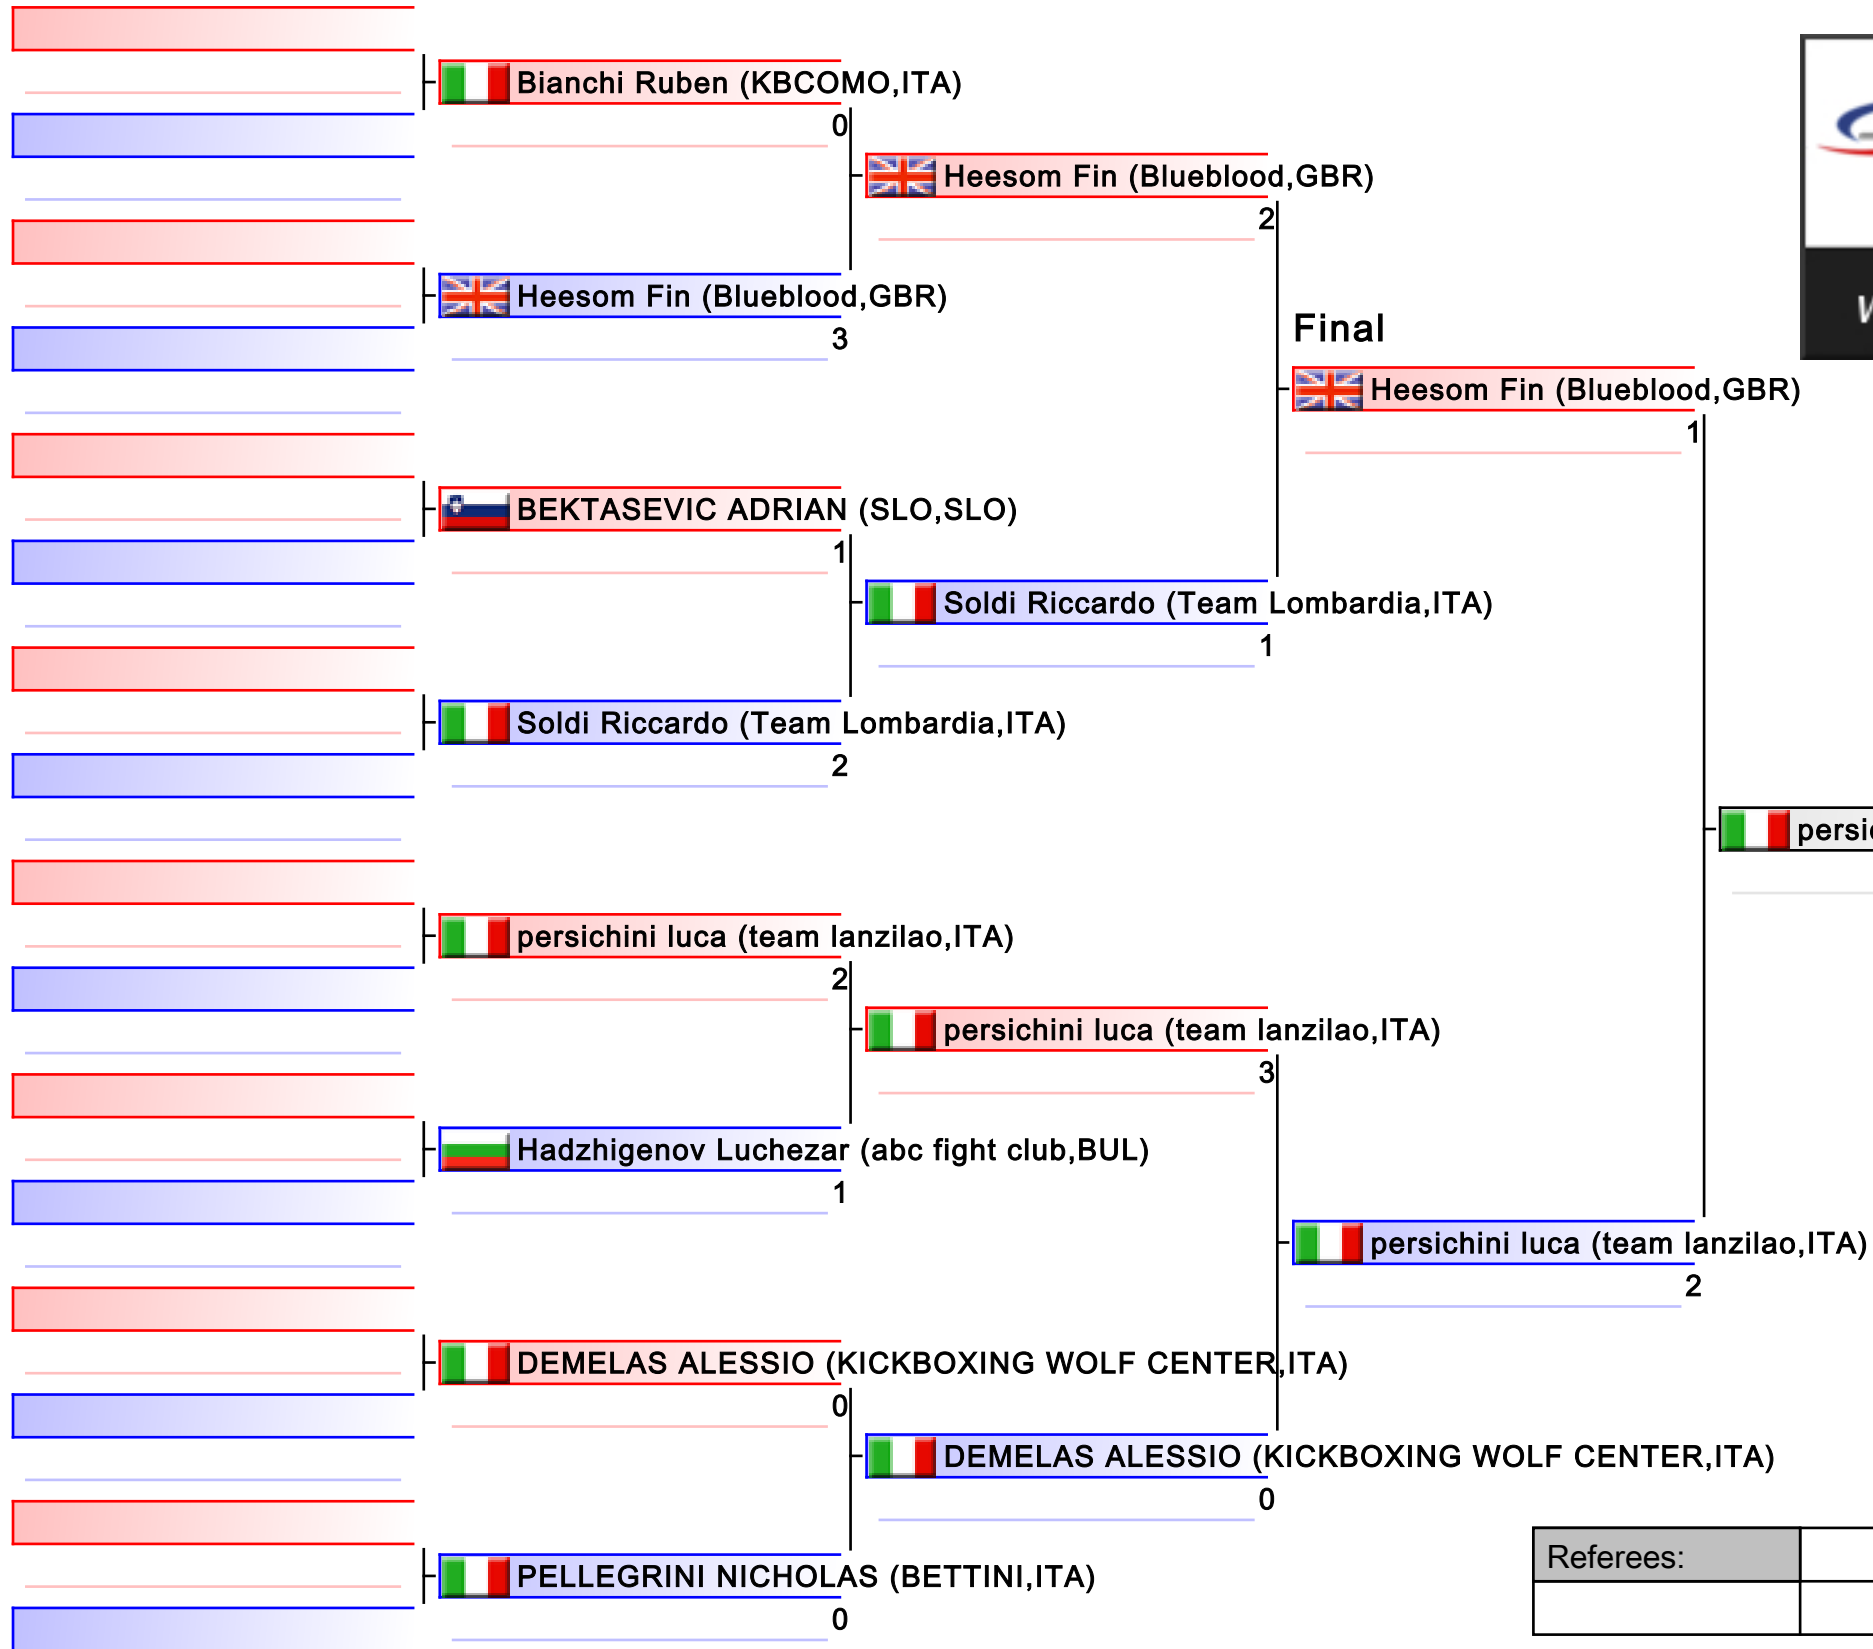 Bianchi Ruben (KBCOMO,ITA)
0
Heesom Fin (Blueblood,GBR)
2
Heesom Fin (Blueblood,GBR)
3
Final
Heesom Fin (Blueblood,GBR)
1
BEKTASEVIC ADRIAN (SLO,SLO)
1
Soldi Riccardo (Team Lombardia,ITA)
1
Soldi Riccardo (Team Lombardia,ITA)
2
persichini luca (team lanzilao,ITA)
2
persichini luca (team lanzilao,ITA)
3
Hadzhigenov Luchezar (abc fight club,BUL)
1
persichini luca (team lanzilao,ITA)
2
DEMELAS ALESSIO (KICKBOXING WOLF CENTER,ITA)
0
DEMELAS ALESSIO (KICKBOXING WOLF CENTER,ITA)
0
PELLEGRINI NICHOLAS (BETTINI,ITA)
0
Referees: